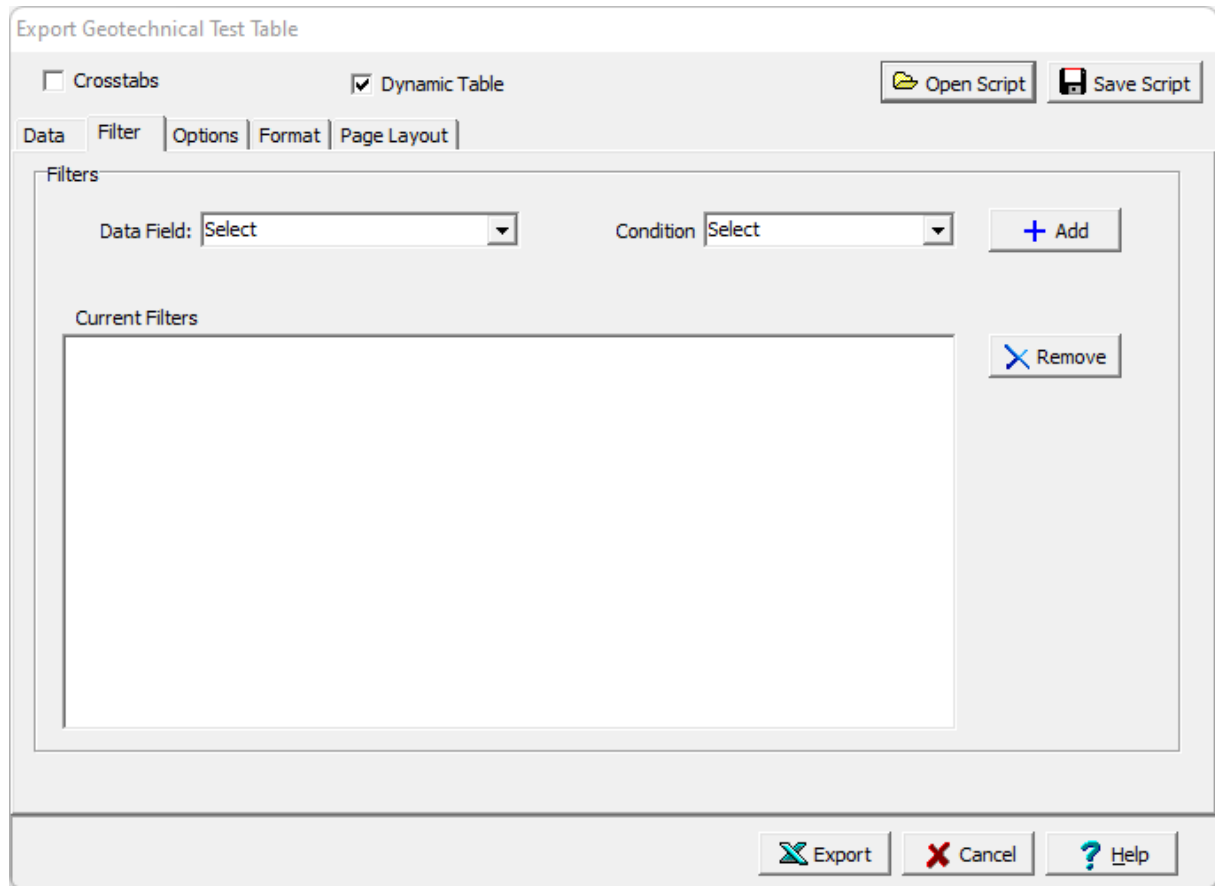 Export Geotechnical Test Table
Crosstabs Dynamic Table Open Script Save Script
Data Filter Options Format Page Layout
Filters
Data Field: Select Condition Select Add
Current Filters
Remove
Export Cancel Help